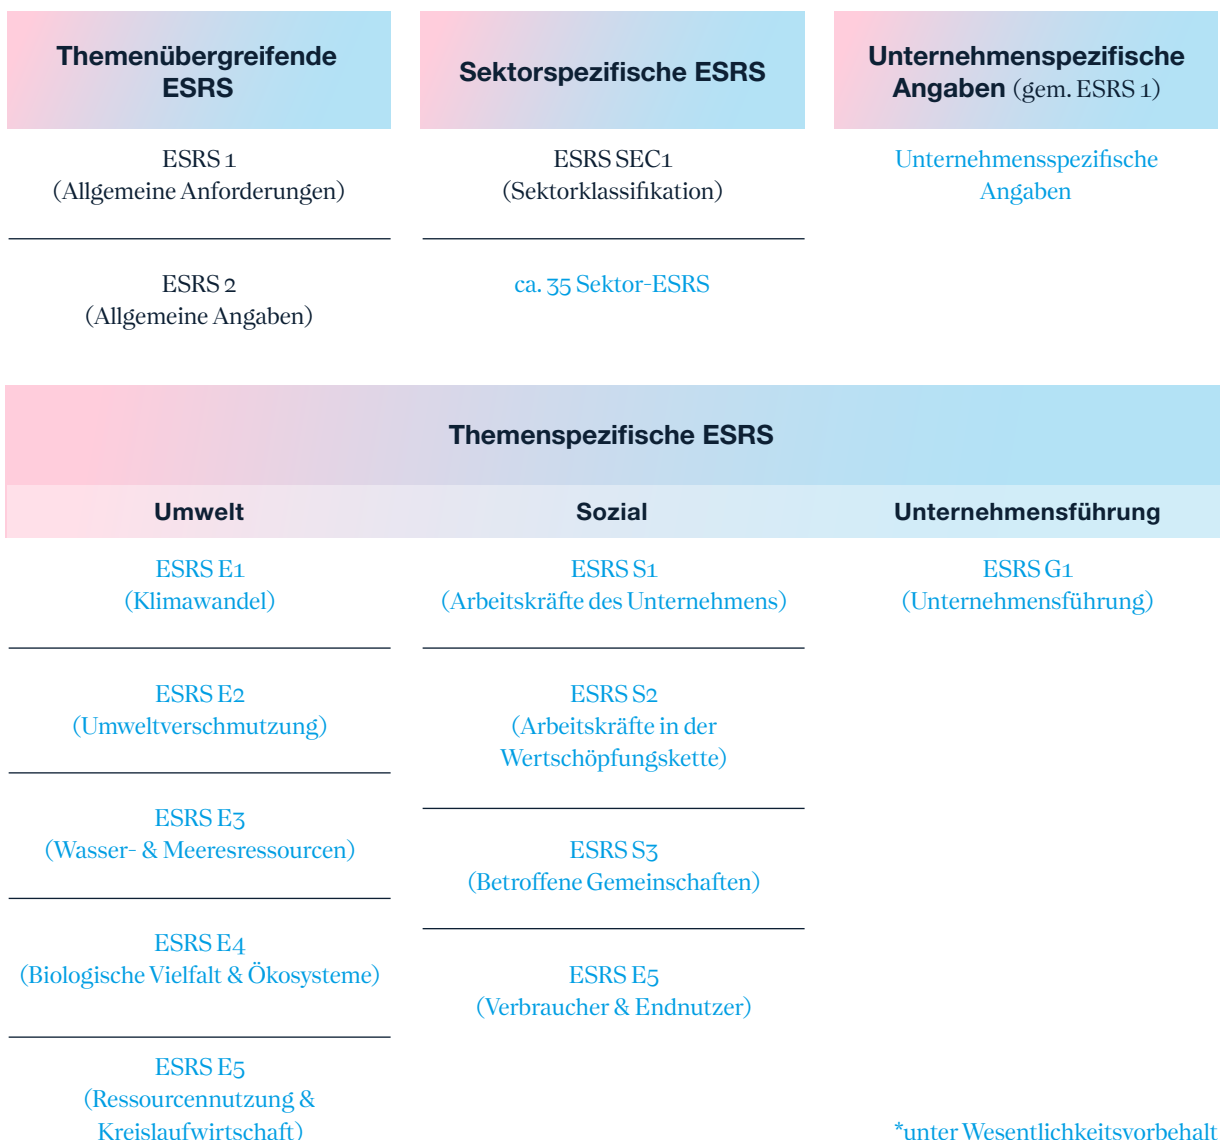 Themenübergreifende
ESRS
Sektorspezifische ESRS
Unternehmenspezifische
Angaben (gem. ESRS 1)
ESRS 1
(Allgemeine Anforderungen)
ESRS SEC1
(Sektorklassifikation)
Unternehmensspezifische
Angaben
ESRS 2
(Allgemeine Angaben)
ca. 35 Sektor-ESRS
Themenspezifische ESRS
Umwelt
Sozial
Unternehmensführung
ESRS E1
(Klimawandel)
ESRS E2
(Umweltverschmutzung)
ESRS E3
(Wasser- & Meeresressourcen)
ESRS E4
(Biologische Vielfalt & Ökosysteme)
ESRS E5
(Ressourcennutzung &
Kreislaufwirtschaft)
ESRS S1
(Arbeitskräfte des Unternehmens)
ESRS S2
(Arbeitskräfte in der
Wertschöpfungskette)
ESRS S3
(Betroffene Gemeinschaften)
ESRS E5
(Verbraucher & Endnutzer)
ESRS G1
(Unternehmensführung)
*unter Wesentlichkeitsvorbehalt